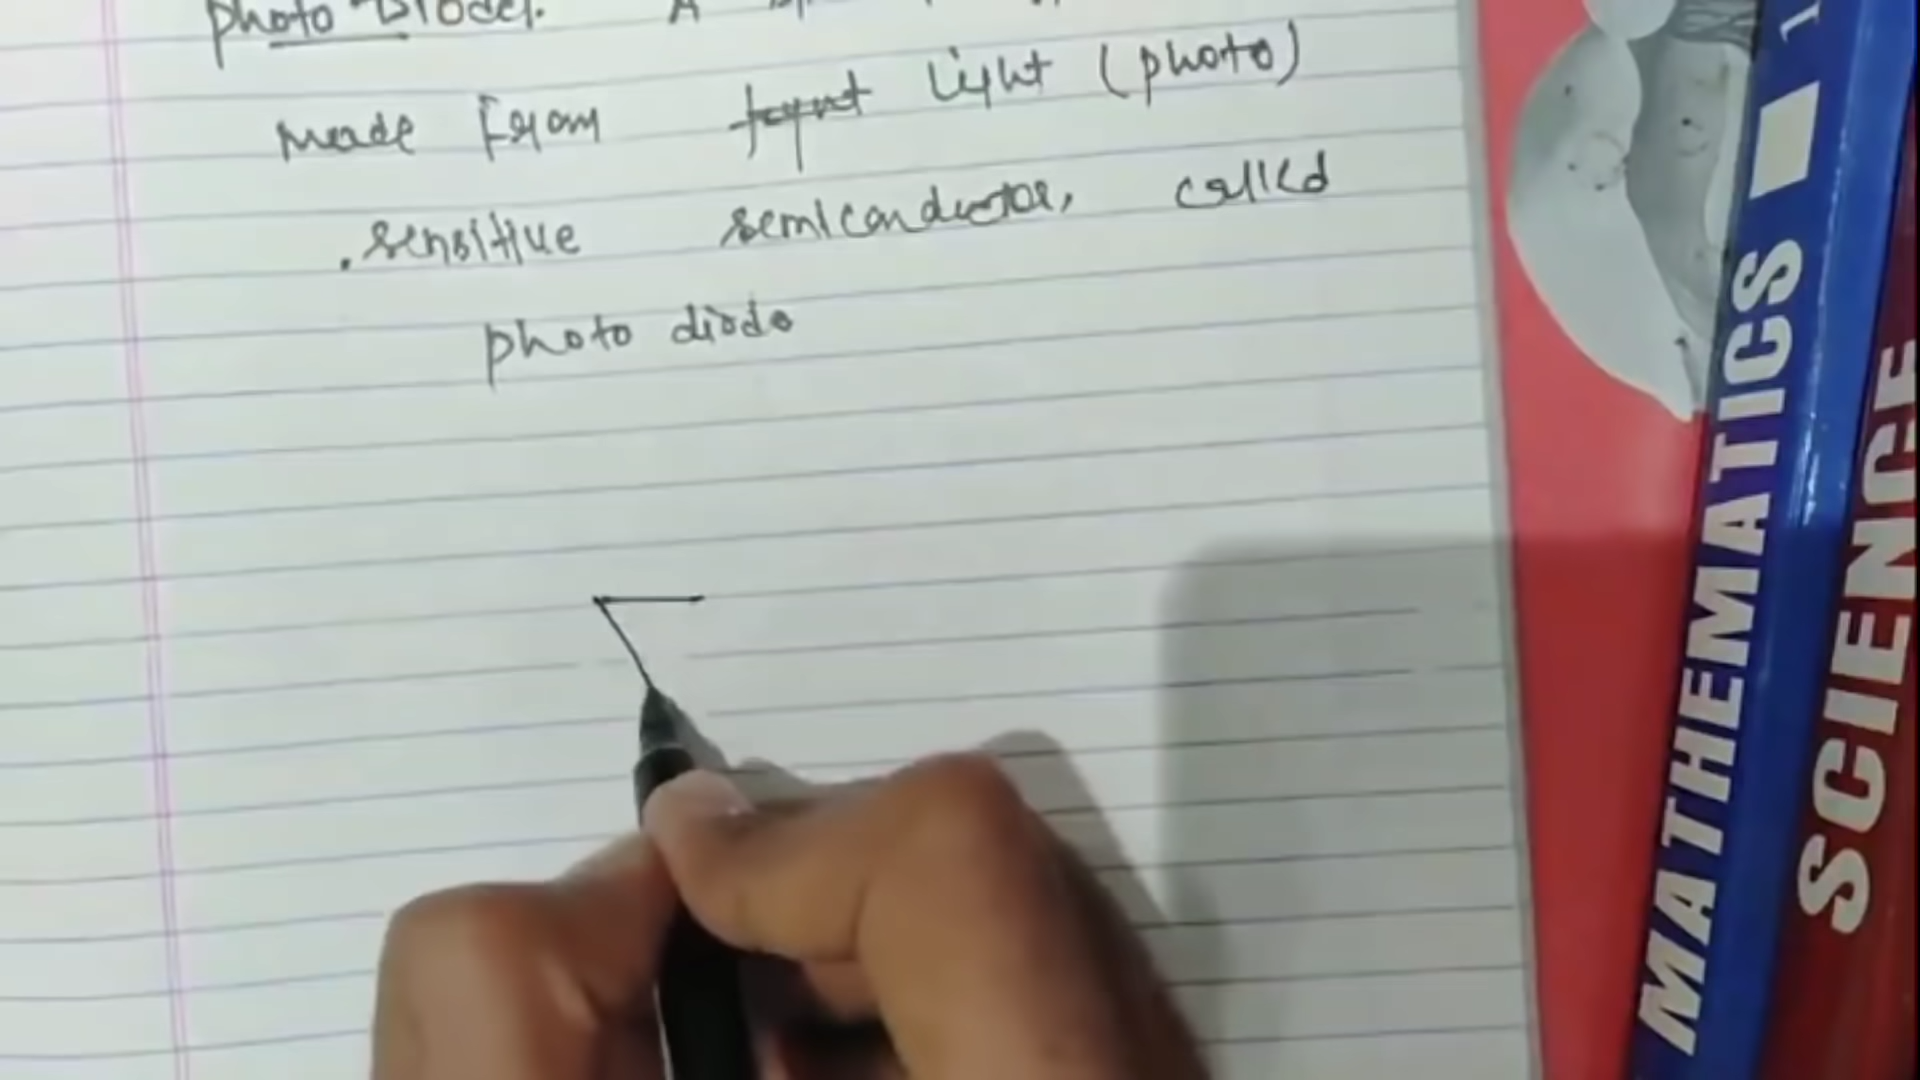 photo Diode:- A
made from light (photo)
sensitive semiconductor, called
photo diode
MATHEMATICS
SCIENCE